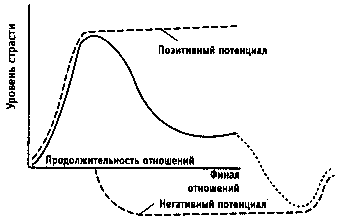 Уровень страсти
Позитивный потенциал
Продолжительность отношений
Финал
отношений
Негативный потенциал